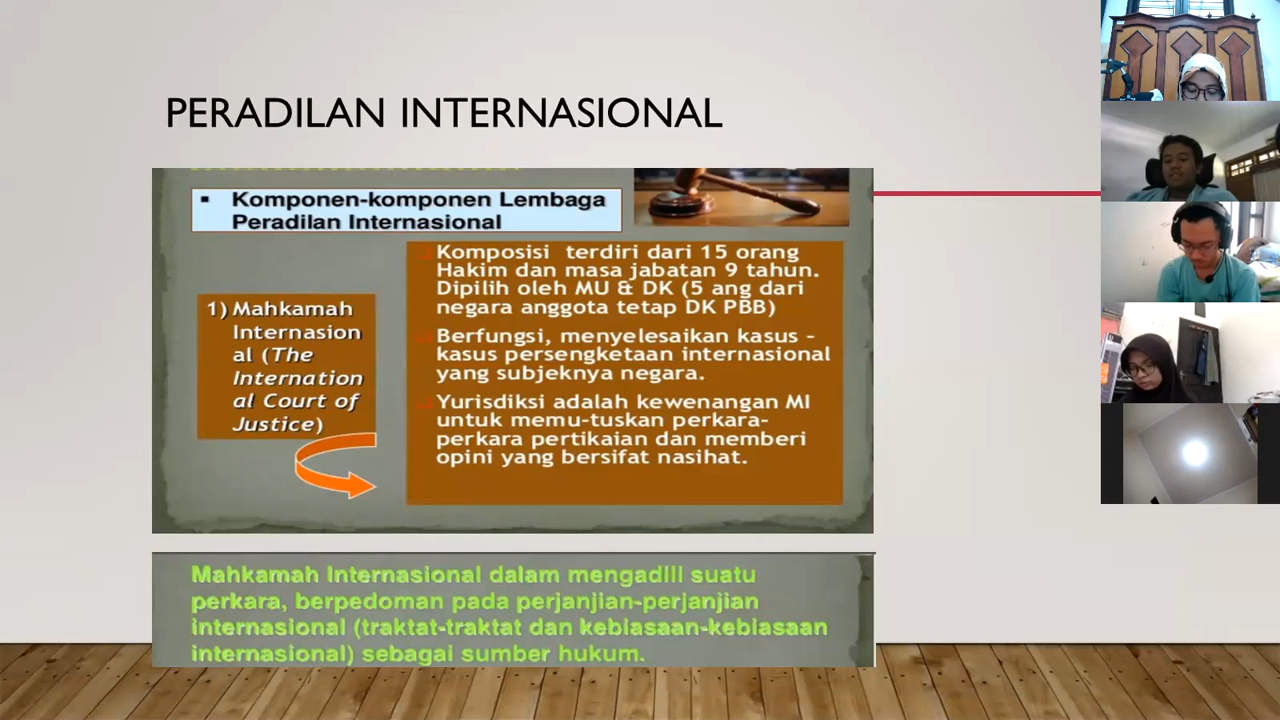 PERADILAN INTERNASIONAL
Komponen-komponen Lembaga
Peradilan Internasional
1) Mahkamah
Internasion
al (The
Internation
al Court of
Justice)
Komposisi terdiri dari 15 orang
Hakim dan masa jabatan 9 tahun.
Dipilih oleh MU & DK (5 ang dari
negara anggota tetap DK PBB)
Berfungsi, menyelesaikan kasus -
kasus persengketaan internasional
yang subjeknya negara.
Yurisdiksi adalah kewenangan MI
untuk memu-tuskan perkara-
perkara pertikaian dan memberi
opini yang bersifat nasihat.
Mahkamah Internasional dalam mengadili suatu
perkara, berpedoman pada perjanjian-perjanjian
internasional (traktat-traktat dan kebiasaan-kebiasaan
internasional) sebagai sumber hukum.